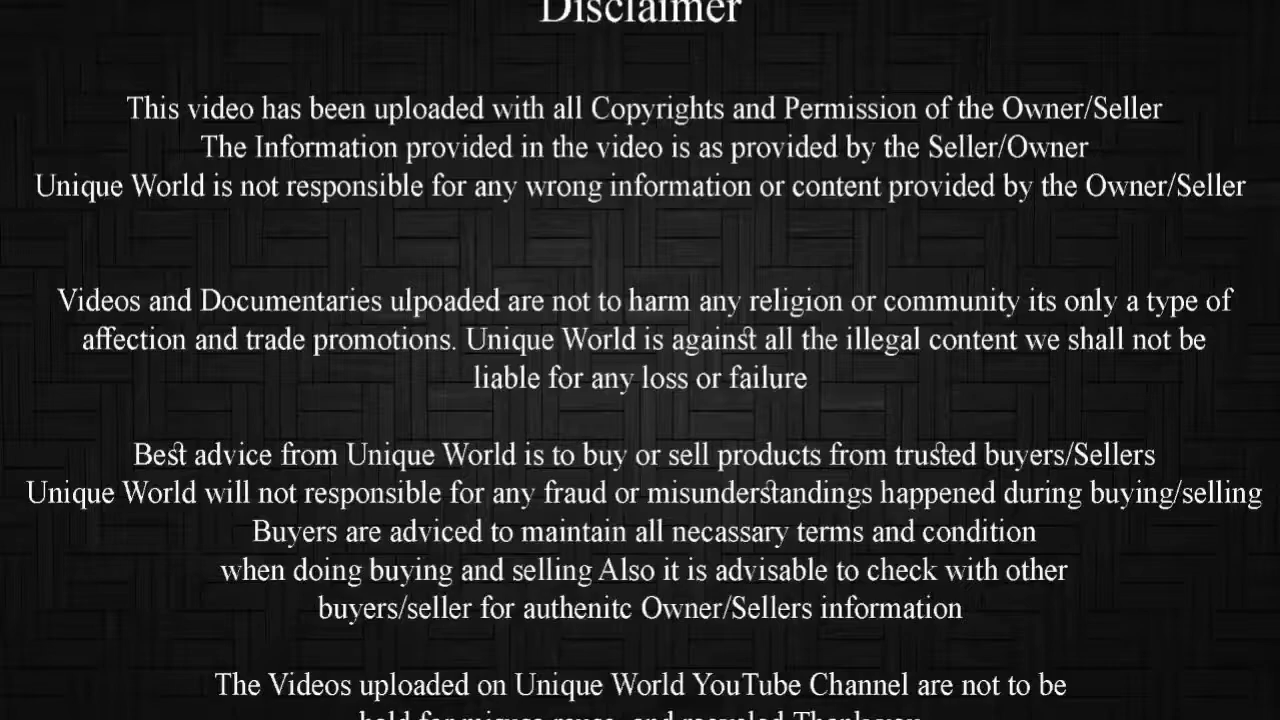 Disclaimer
This video has been uploaded with all Copyrights and Permission of the Owner/Seller
The Information provided in the video is as provided by the Seller/Owner
Unique World is not responsible for any wrong information or content provided by the Owner/Seller
Videos and Documentaries ulpoaded are not to harm any religion or community its only a type of
affection and trade promotions. Unique World is against all the illegal content we shall not be
liable for any loss or failure
Best advice from Unique World is to buy or sell products from trusted buyers/Sellers
Unique World will not responsible for any fraud or misunderstandings happened during buying/selling
Buyers are adviced to maintain all necassary terms and condition
when doing buying and selling Also it is advisable to check with other
buyers/seller for authenitc Owner/Sellers information
The Videos uploaded on Unique World YouTube Channel are not to be